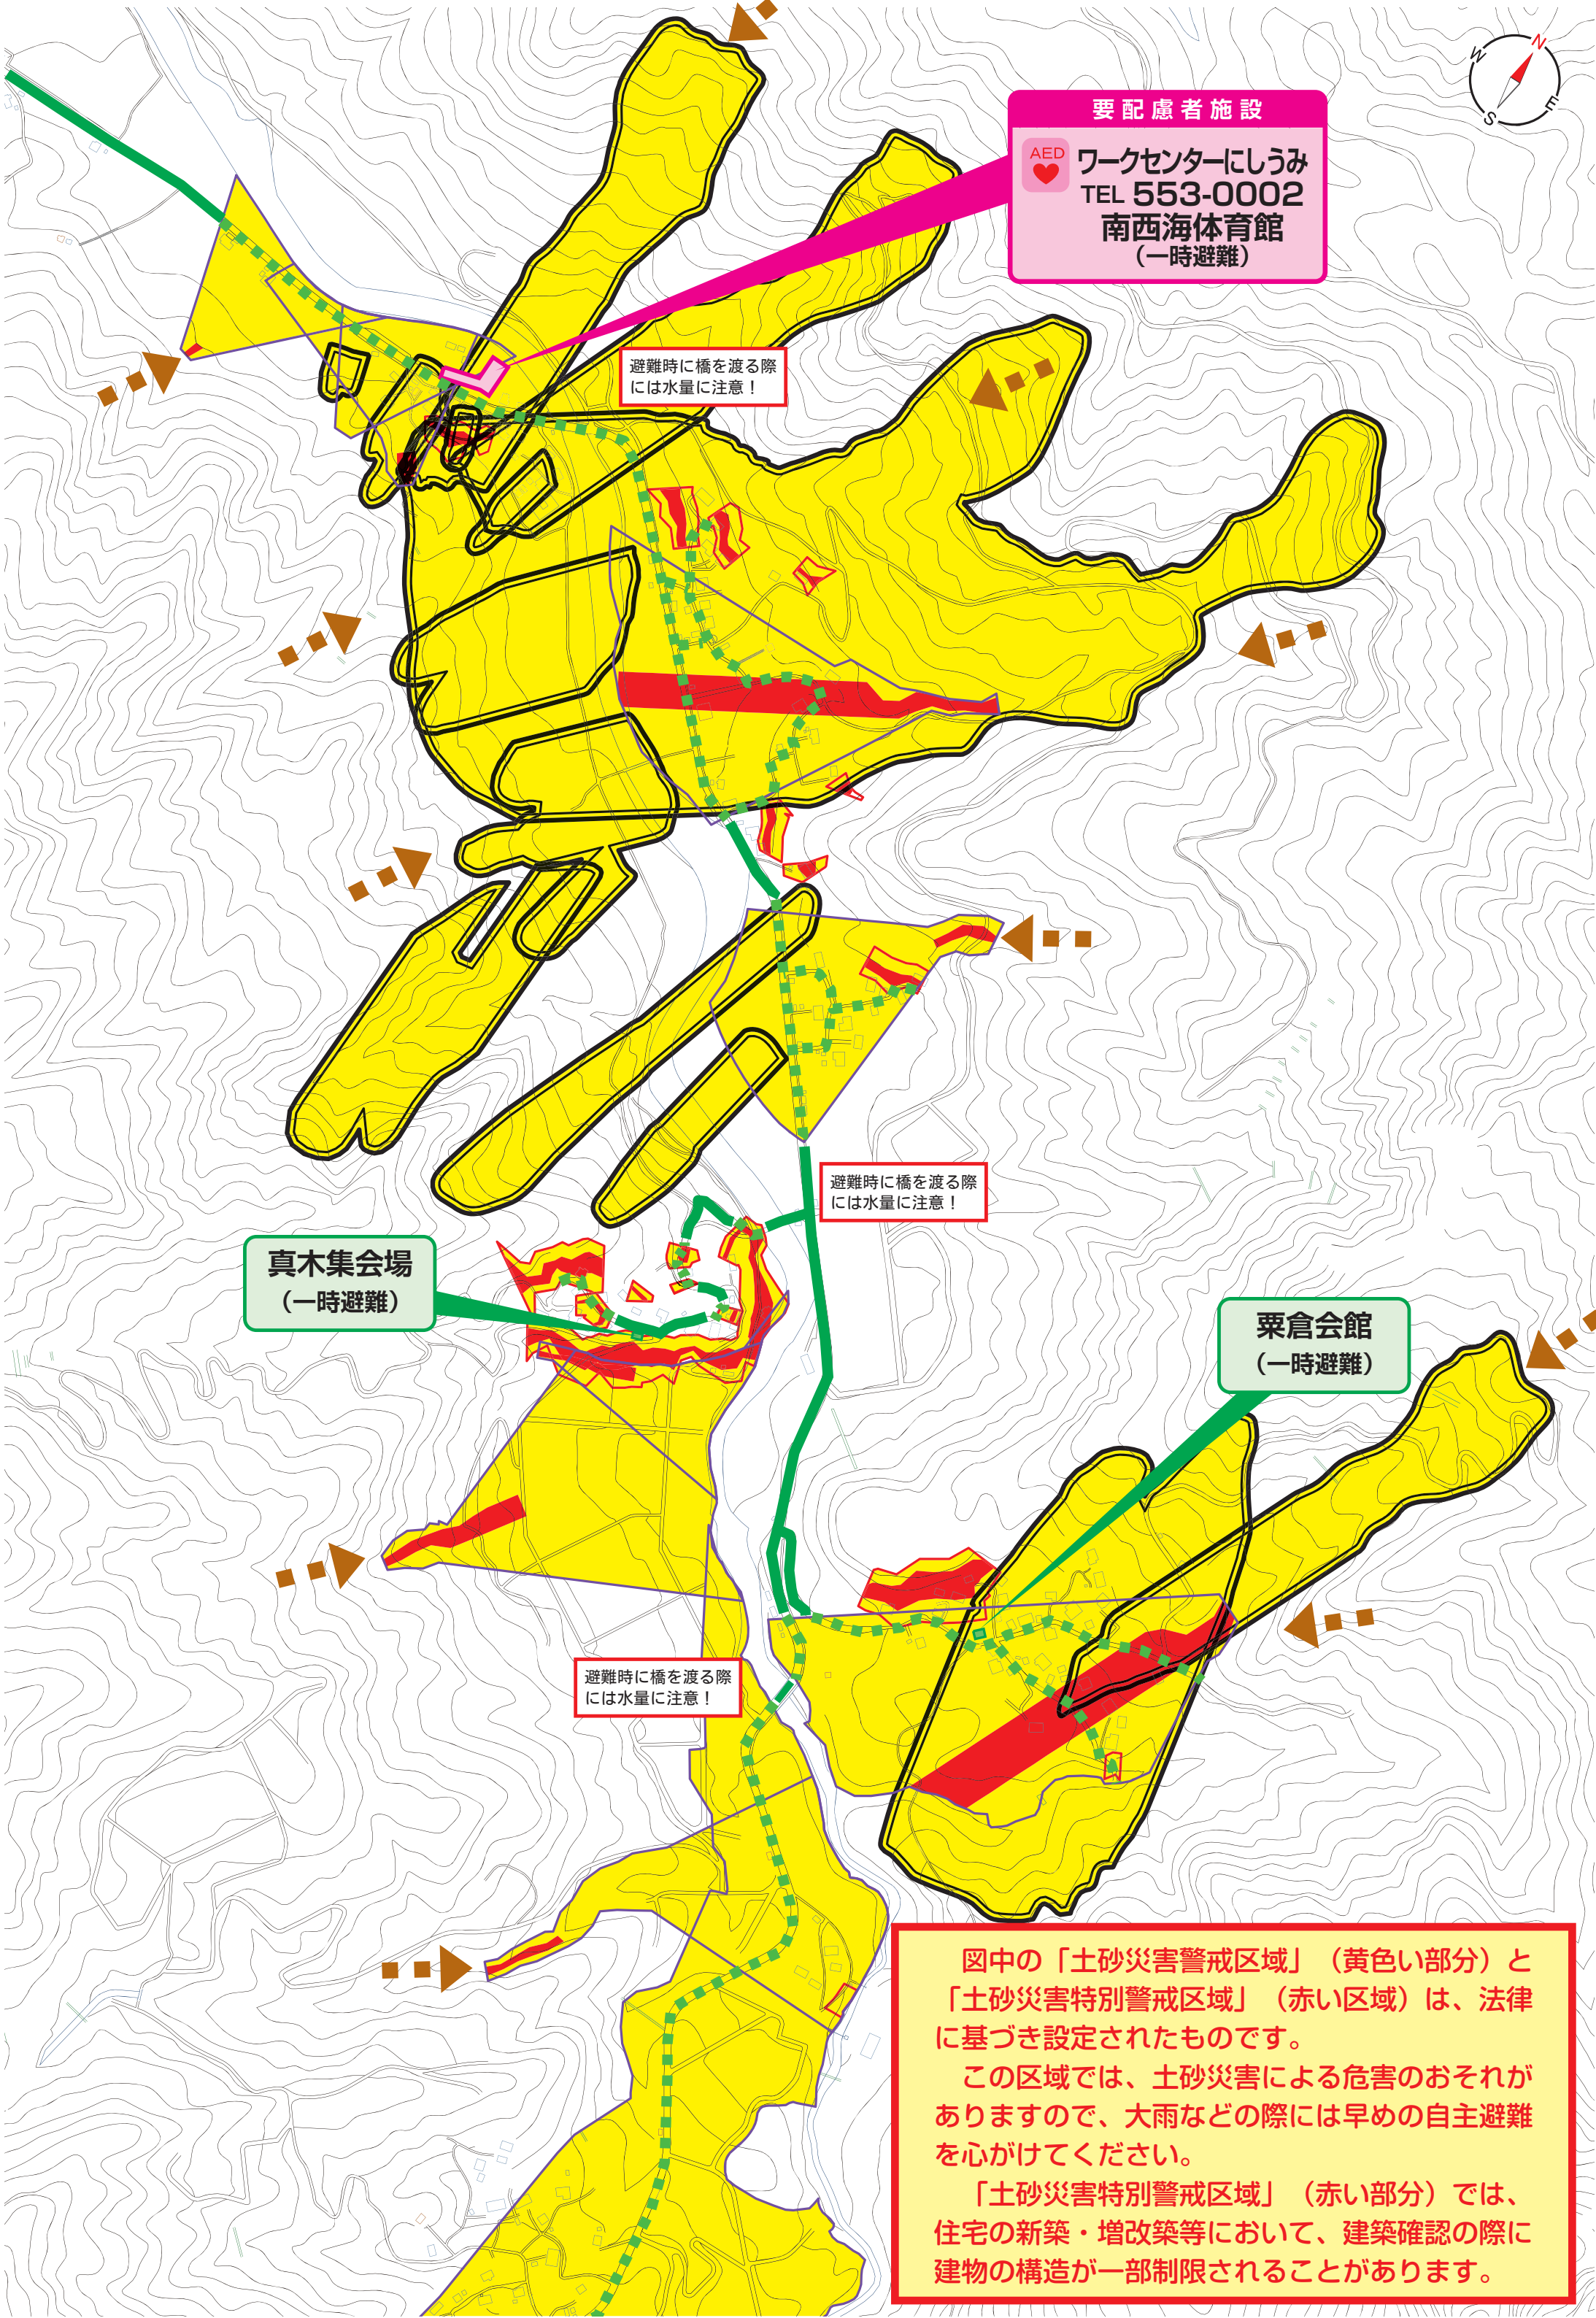 N
W
E
S
要配慮者施設
AED
ワークセンターにしうみ
TEL 553-0002
南西海体育館
（一時避難）
避難時に橋を渡る際
には水量に注意！
避難時に橋を渡る際
には水量に注意！
真木集会場
（一時避難）
粟倉会館
（一時避難）
避難時に橋を渡る際
には水量に注意！
図中の「土砂災害警戒区域」（黄色い部分）と
「土砂災害特別警戒区域」（赤い区域）は、法律
に基づき設定されたものです。
この区域では、土砂災害による危害のおそれが
ありますので、大雨などの際には早めの自主避難
を心がけてください。
「土砂災害特別警戒区域」（赤い部分）では、
住宅の新築・増改築等において、建築確認の際に
建物の構造が一部制限されることがあります。